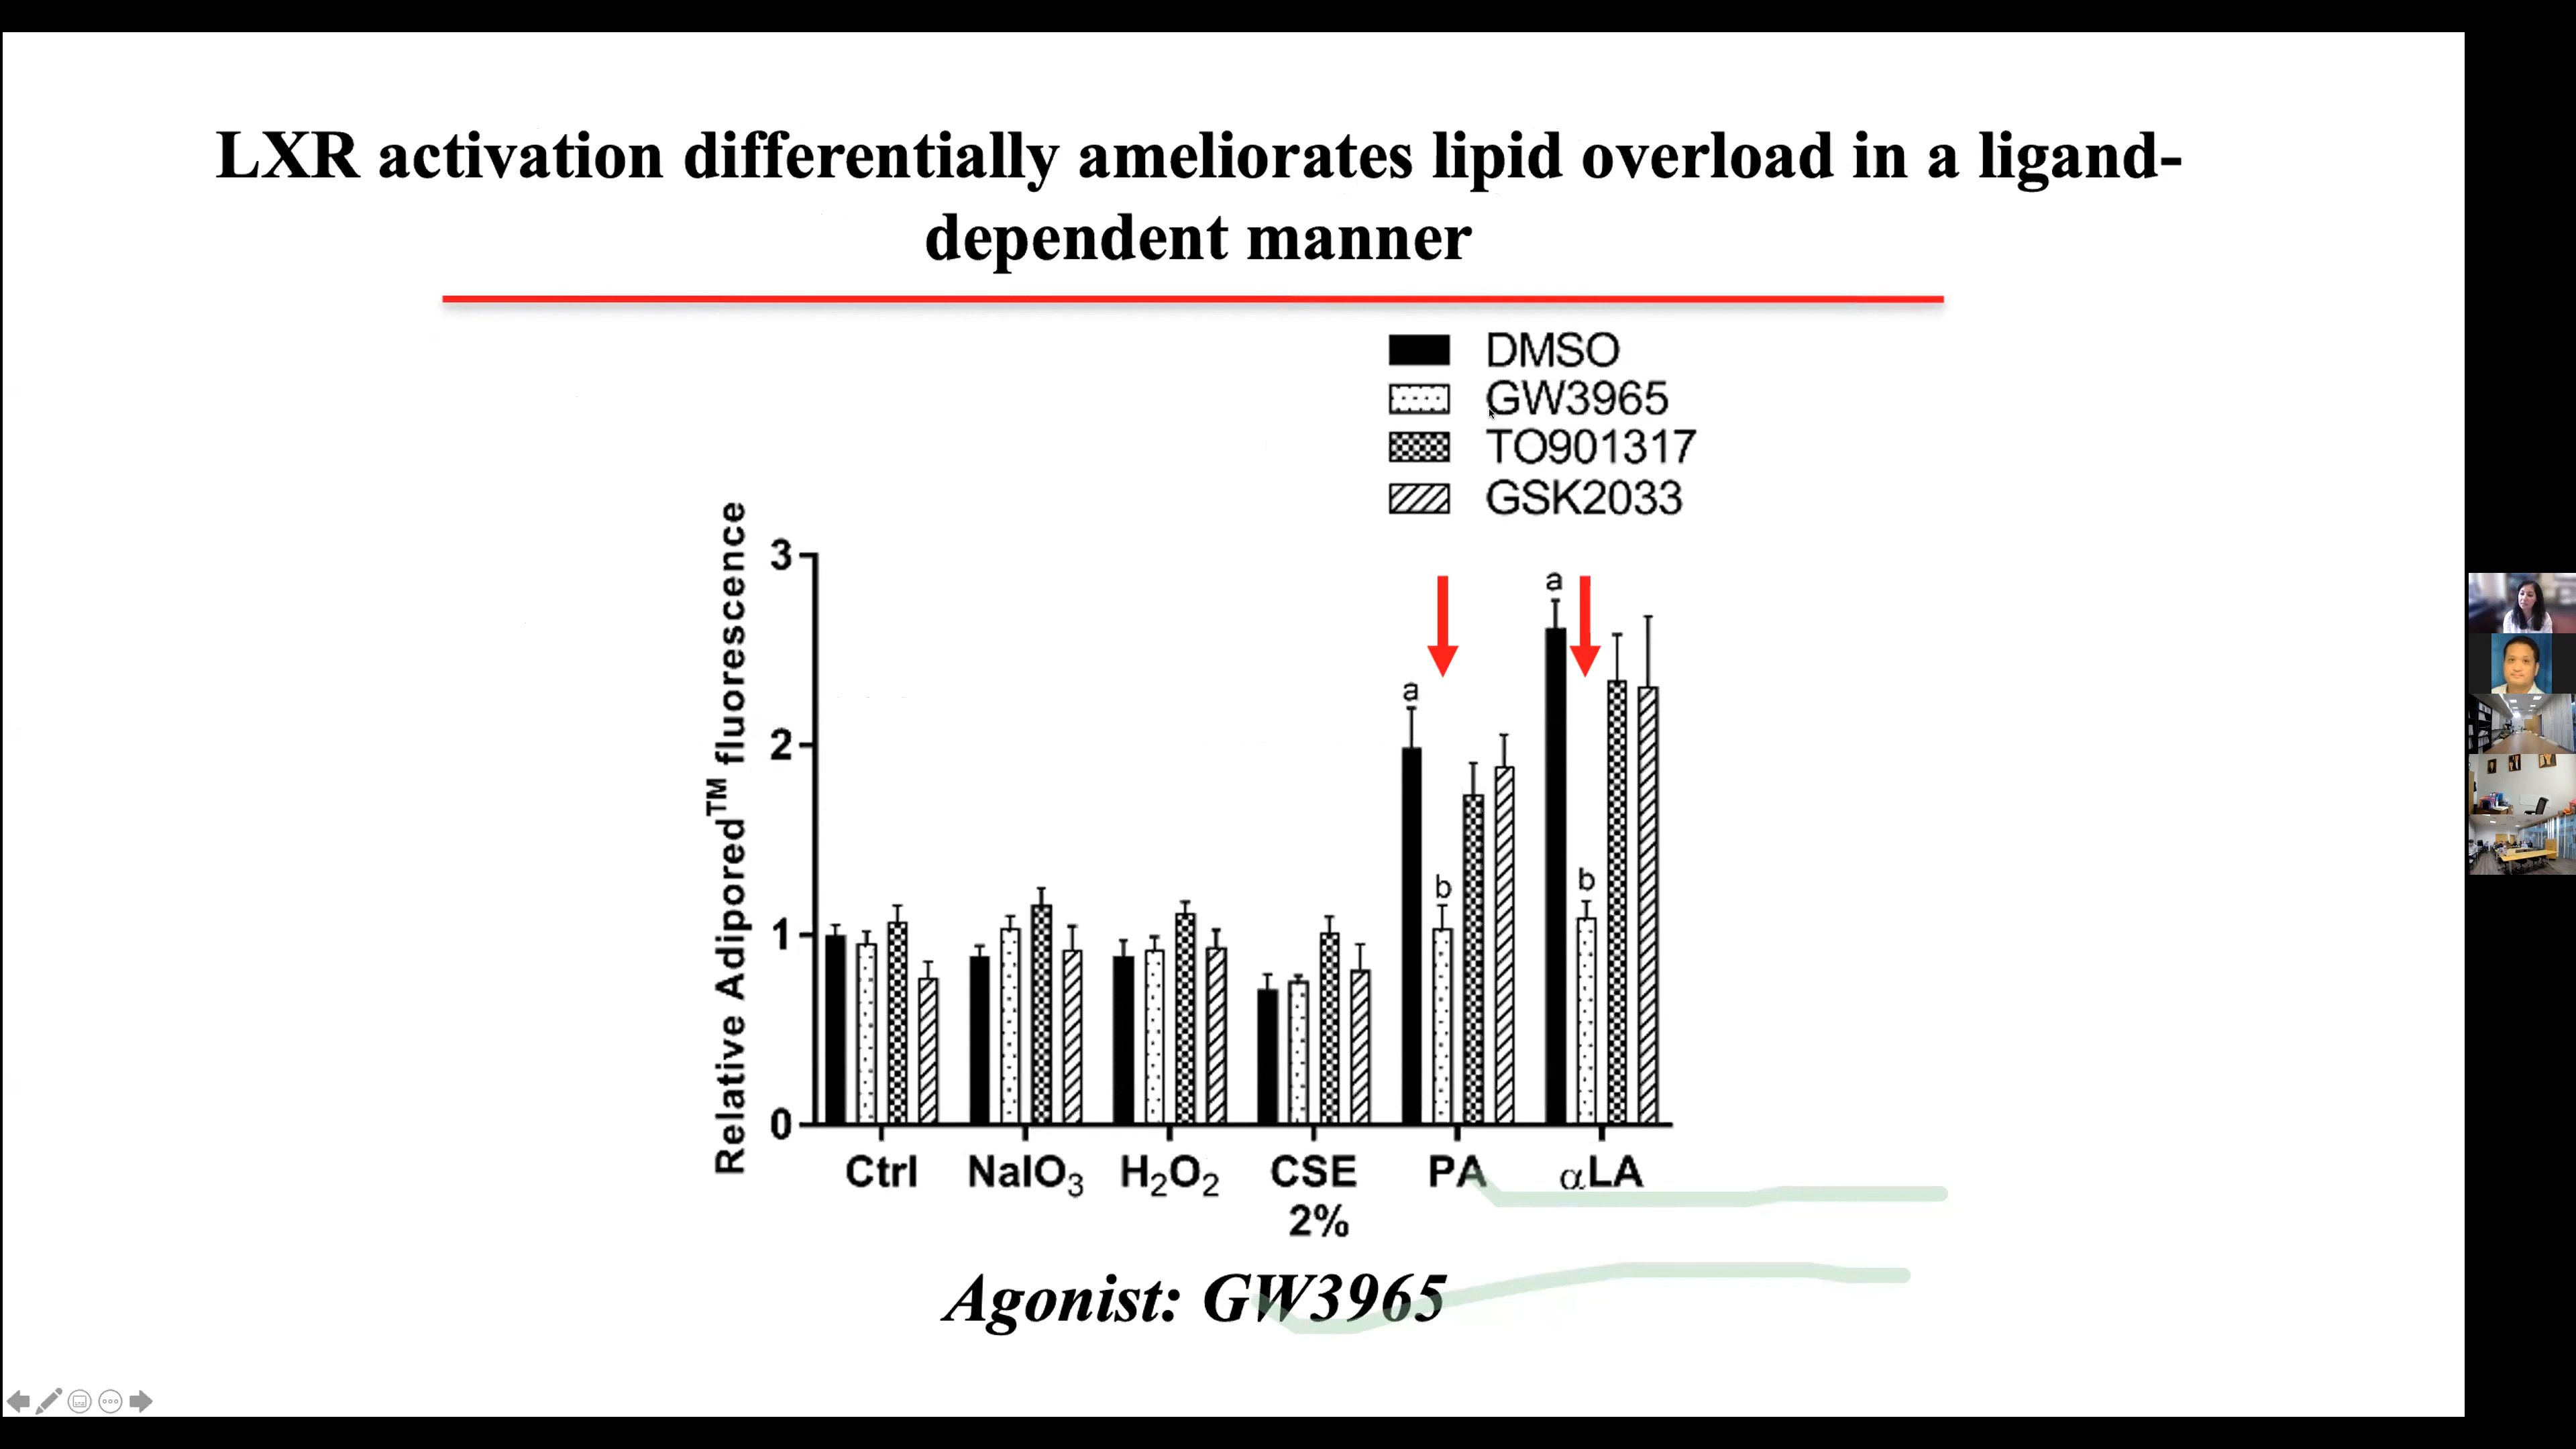 LXR activation differentially ameliorates lipid overload in a ligand-
dependent manner
DMSO
GW3965
TO901317
GSK2033
Relative Adipored™ fluorescence
3
2
1
0
a
b
a
b
Ctrl
NaIO₃
H₂O₂
CSE
2%
PA
αLA
Agonist: GW3965